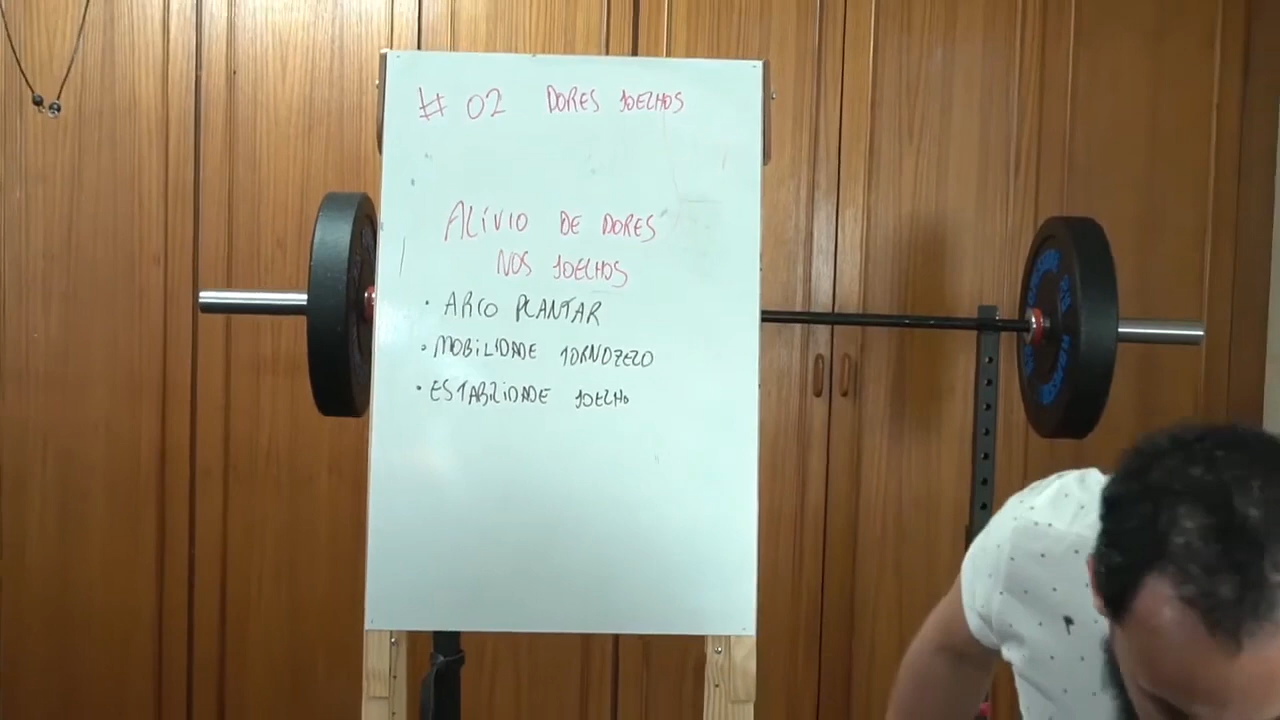 # 02 DORES JOELHOS
ALÍVIO DE DORES
NOS JOELHOS
• ARCO PLANTAR
• MOBILIDADE TORNOZELO
• ESTABILIDADE JOELHO